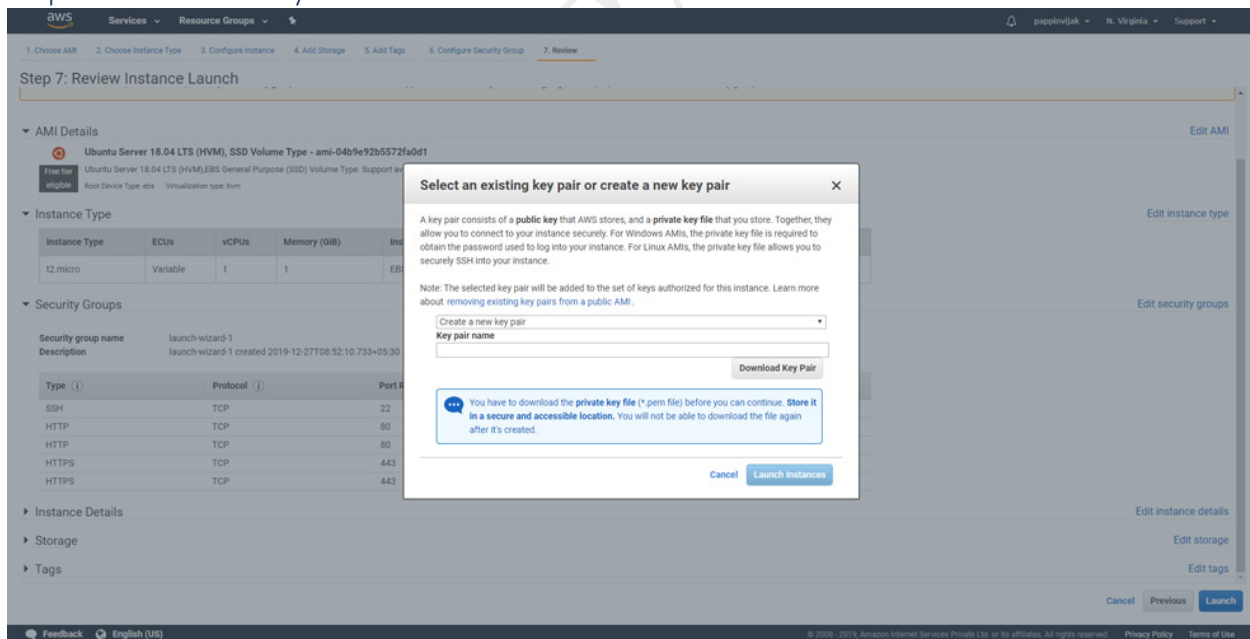 aws
Services
Resource Groups
pappinvijak
N. Virginia
Support
1. Choose AMI
2. Choose Instance Type
3. Configure Instance
4. Add Storage
5. Add Tags
6. Configure Security Group
7. Review
Step 7: Review Instance Launch
AMI Details
Edit AMI
Ubuntu Server 18.04 LTS (HVM), SSD Volume Type - ami-04b9e92b5572fa0d1
Free tier
eligible
Ubuntu Server 18.04 LTS (HVM),EBS General Purpose (SSD) Volume Type. Support av
Root Device Type: ebs Virtualization type: hvm
Instance Type
Edit instance type
Instance Type ECUs vCPUs Memory (GiB) Ins
t2.micro Variable 1 1 EBS
Security Groups
Edit security groups
Security group name launch-wizard-1
Description launch-wizard-1 created 2019-12-27T08:52:10.733+05:30
Type Protocol Port R
SSH TCP 22
HTTP TCP 80
HTTP TCP 80
HTTPS TCP 443
HTTPS TCP 443
Instance Details
Edit instance details
Storage
Edit storage
Tags
Edit tags
Select an existing key pair or create a new key pair
A key pair consists of a public key that AWS stores, and a private key file that you store. Together, they
allow you to connect to your instance securely. For Windows AMIs, the private key file is required to
obtain the password used to log into your instance. For Linux AMIs, the private key file allows you to
securely SSH into your instance.
Note: The selected key pair will be added to the set of keys authorized for this instance. Learn more
about removing existing key pairs from a public AMI.
Create a new key pair
Key pair name
Download Key Pair
You have to download the private key file (*.pem file) before you can continue. Store it
in a secure and accessible location. You will not be able to download the file again
after it's created.
Cancel
Launch Instances
Cancel
Previous
Launch
Feedback
English (US)
© 2008 - 2019, Amazon Internet Services Private Ltd. or its affiliates. All rights reserved.
Privacy Policy
Terms of Use